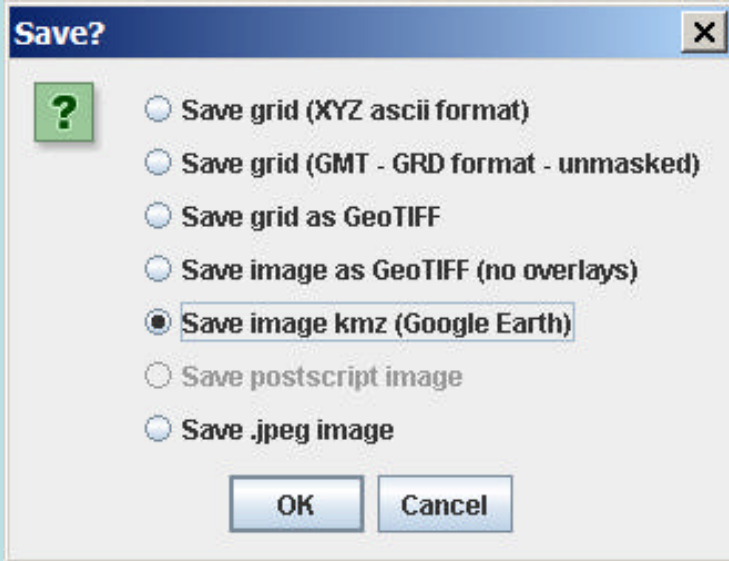 Save?
?
Save grid (XYZ ascii format)
Save grid (GMT - GRD format - unmasked)
Save grid as GeoTIFF
Save image as GeoTIFF (no overlays)
Save image kmz (Google Earth)
Save postscript image
Save .jpeg image
OK Cancel